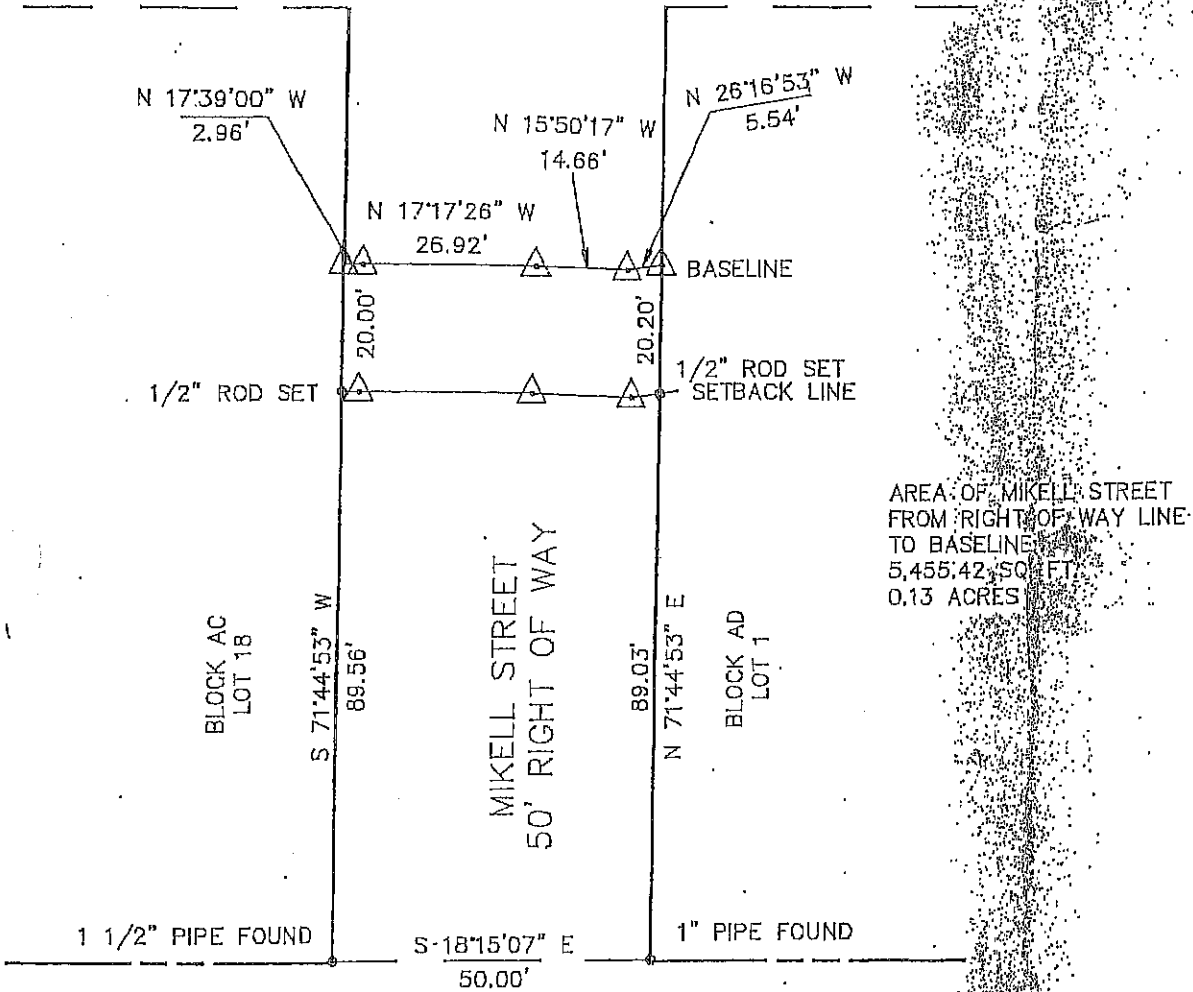 N 17°39'00" W
2.96'
N 15°50'17" W
14.66'
N 26°16'53" W
5.54'
N 17°17'26" W
26.92'
BASELINE
20.00'
20.20'
1/2" ROD SET
1/2" ROD SET
SETBACK LINE
AREA OF MIKELL STREET
FROM RIGHT OF WAY LINE
TO BASELINE
5,455.42 SQ FT
0.13 ACRES
BLOCK AC
LOT 18
S 71°44'53" W
89.56'
MIKELL STREET
50' RIGHT OF WAY
89.03'
N 71°44'53" E
BLOCK AD
LOT 1
1 1/2" PIPE FOUND
S 18°15'07" E
50.00'
1" PIPE FOUND